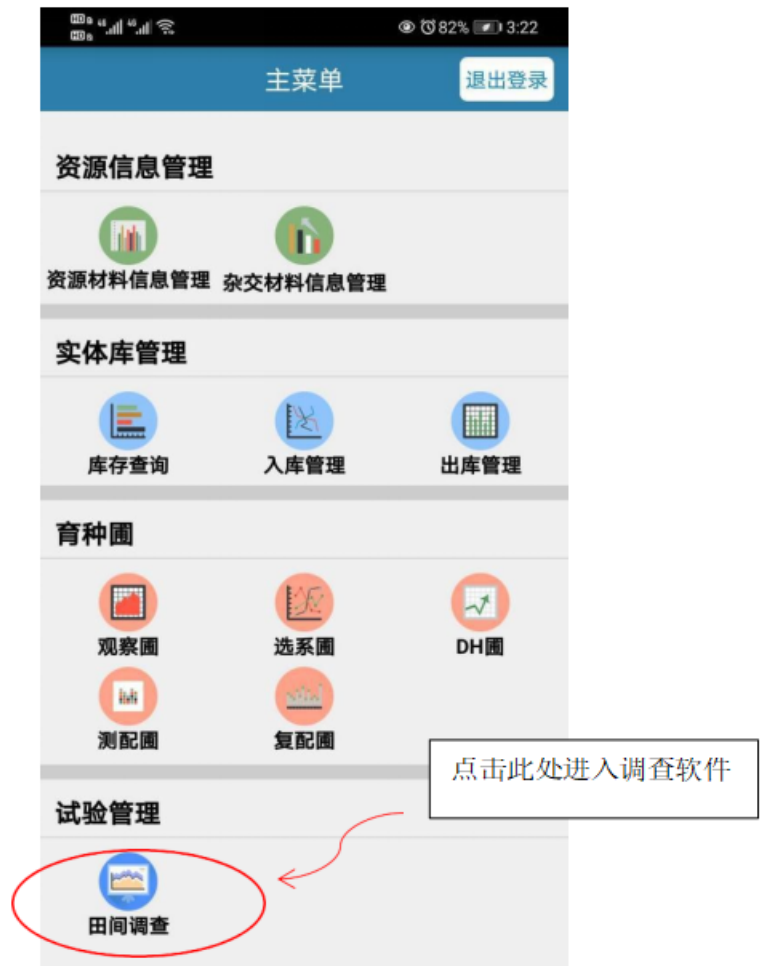 82% 3:22
主菜单 退出登录
资源信息管理
资源材料信息管理 杂交材料信息管理
实体库管理
库存查询 入库管理 出库管理
育种圃
观察圃 选系圃 DH圃
测配圃 复配圃
点击此处进入调查软件
试验管理
田间调查